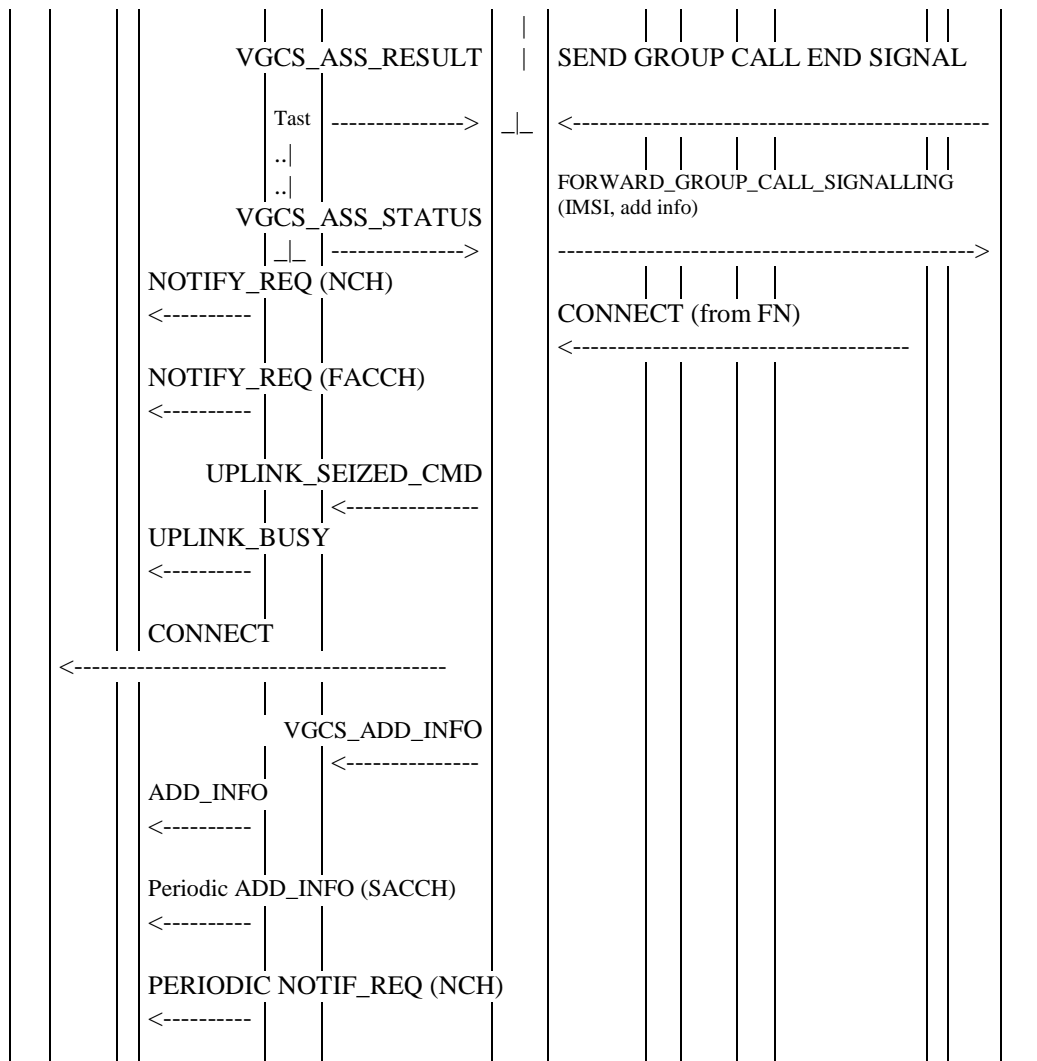 VGCS_ASS_RESULT
SEND GROUP CALL END SIGNAL
Tast
FORWARD_GROUP_CALL_SIGNALLING
(IMSI, add info)
VGCS_ASS_STATUS
NOTIFY_REQ (NCH)
CONNECT (from FN)
NOTIFY_REQ (FACCH)
UPLINK_SEIZED_CMD
UPLINK_BUSY
CONNECT
VGCS_ADD_INFO
ADD_INFO
Periodic ADD_INFO (SACCH)
PERIODIC NOTIF_REQ (NCH)